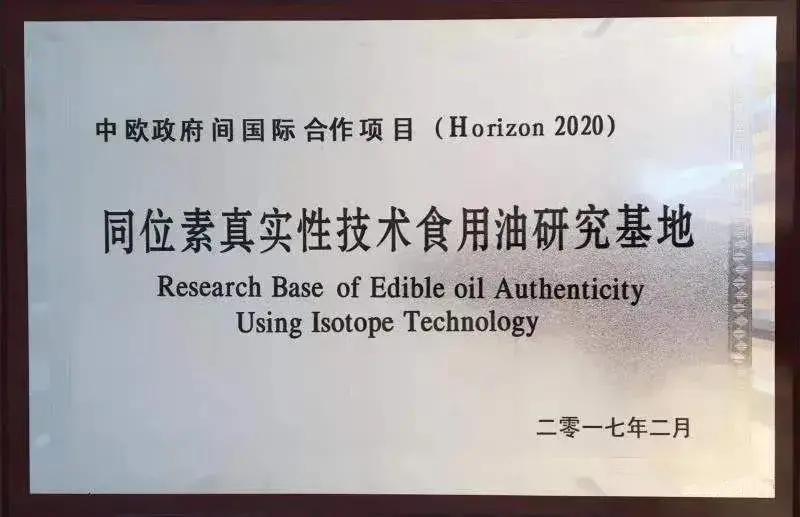 中欧政府间国际合作项目（Horizon 2020）
同位素真实性技术食用油研究基地
Research Base of Edible oil Authenticity
Using Isotope Technology
二零一七年二月